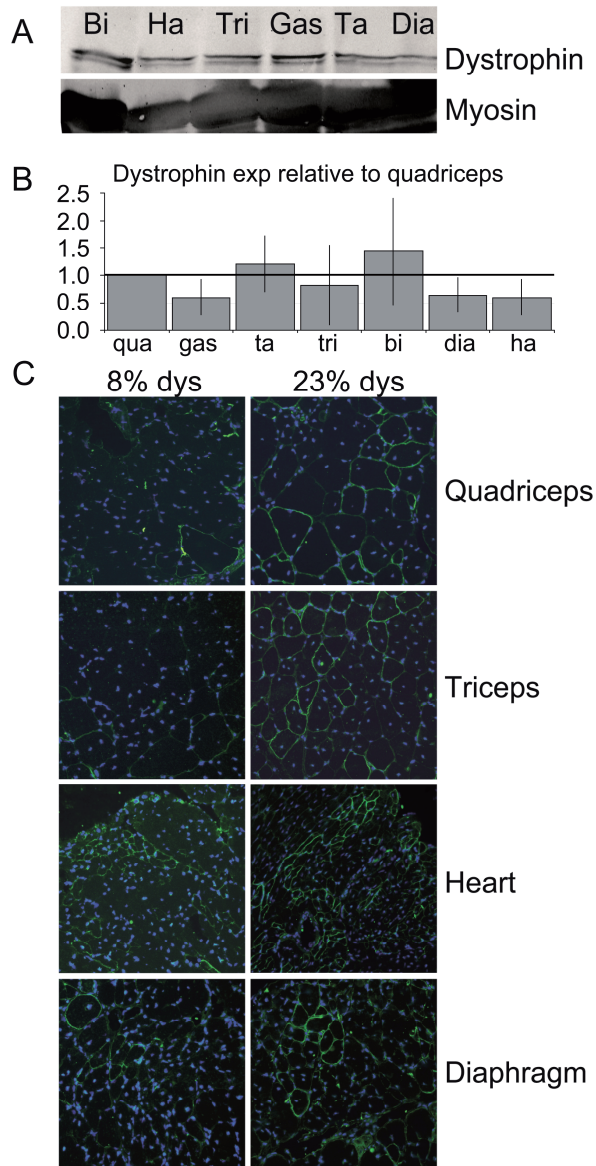 A
Bi Ha Tri Gas Ta Dia
Dystrophin
Myosin
B
Dystrophin exp relative to quadriceps
2.5
2.0
1.5
1.0
0.5
0.0
qua gas ta tri bi dia ha
C
8% dys 23% dys
Quadriceps
Triceps
Heart
Diaphragm